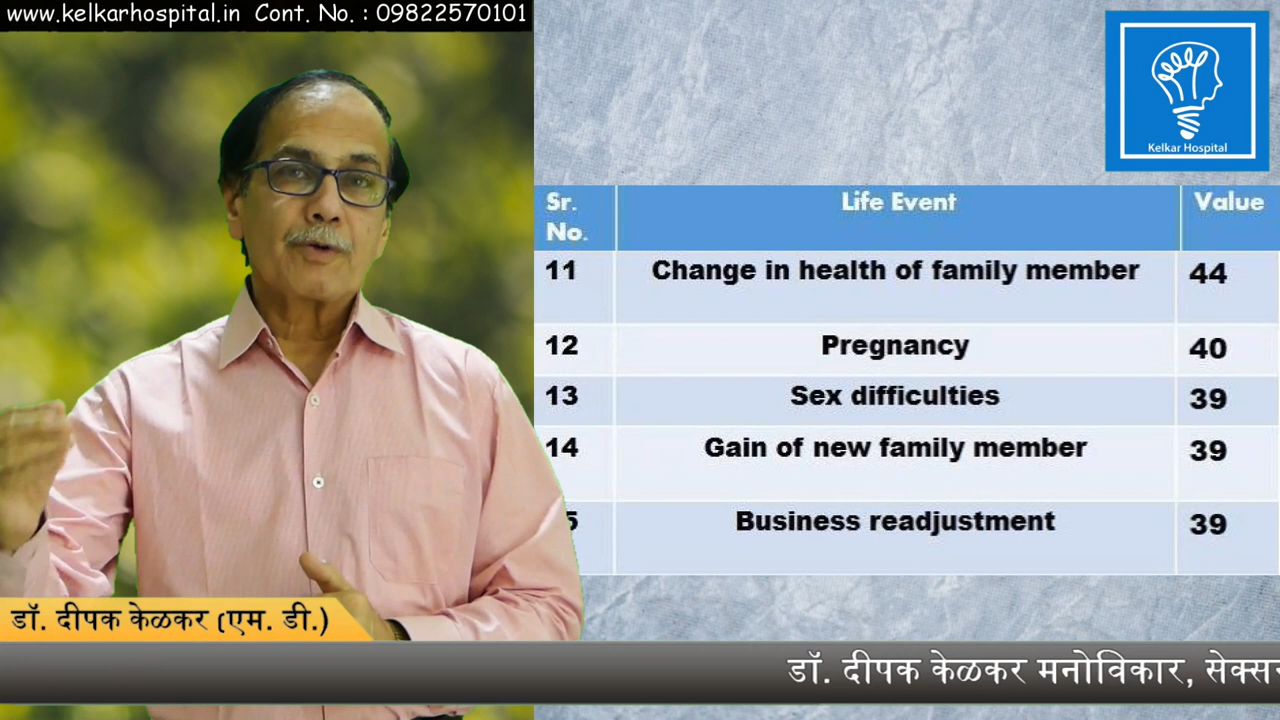 www.kelkarhospital.in Cont. No. : 09822570101
Kelkar Hospital
Sr. No. Life Event Value
11 Change in health of family member 44
12 Pregnancy 40
13 Sex difficulties 39
14 Gain of new family member 39
5 Business readjustment 39
डॉ. दीपक केळकर (एम. डी.)
डॉ. दीपक केळकर मनोविकार,